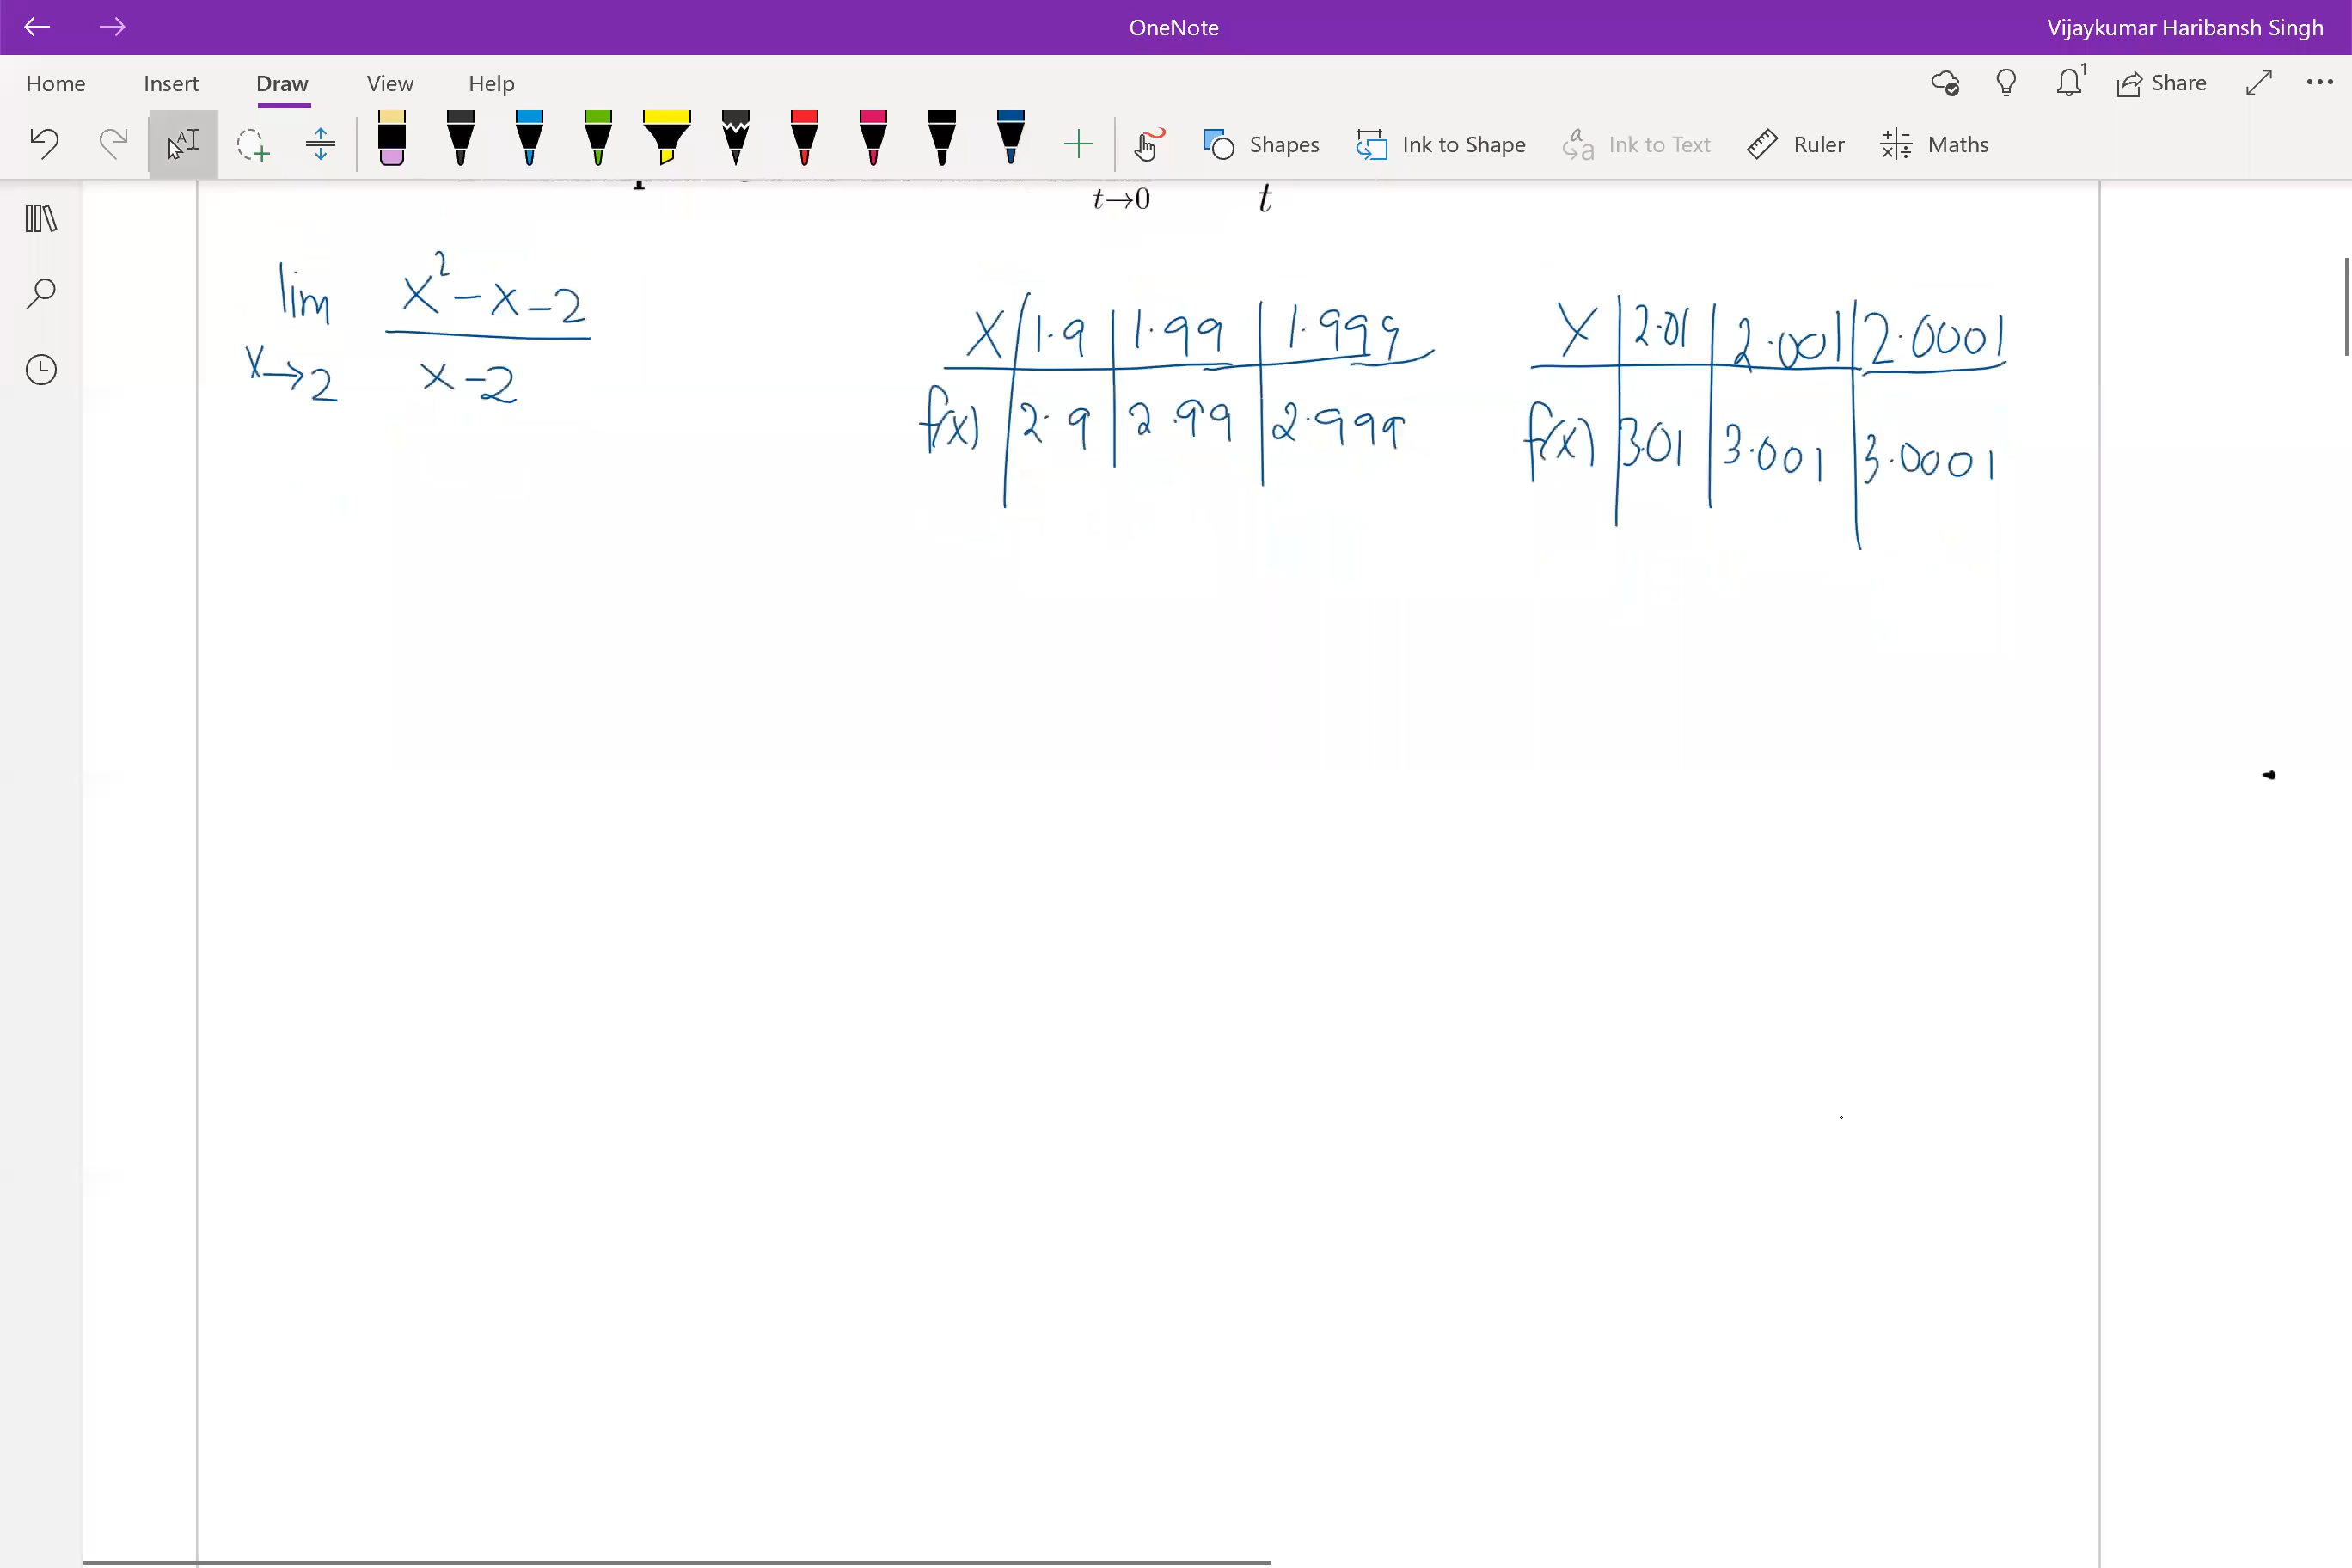 OneNote
Vijaykumar Haribansh Singh
Home Insert Draw View Help
1 Share
Shapes Ink to Shape Ink to Text Ruler Maths
t→0 t
lim x→2 (x² - x - 2) / (x - 2)
X | 1.9 | 1.99 | 1.999
f(x) | 2.9 | 2.99 | 2.999
X | 2.01 | 2.001 | 2.0001
f(x) | 3.01 | 3.001 | 3.0001